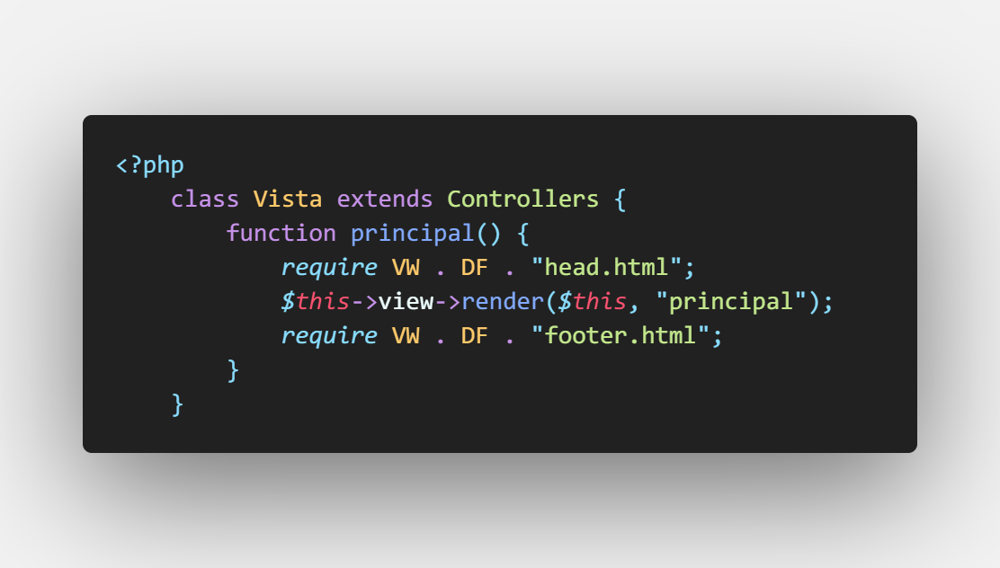 <?php
    class Vista extends Controllers {
        function principal() {
            require VW . DF . "head.html";
            $this->view->render($this, "principal");
            require VW . DF . "footer.html";
        }
    }